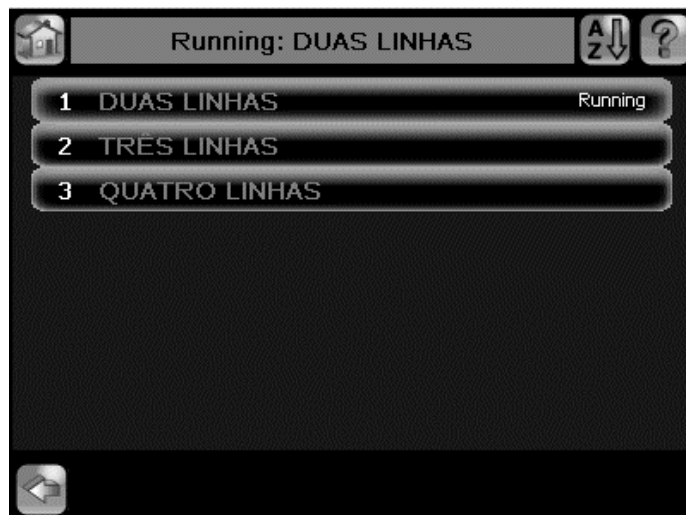 Running: DUAS LINHAS
A
Z
?
1 DUAS LINHAS Running
2 TRÊS LINHAS
3 QUATRO LINHAS